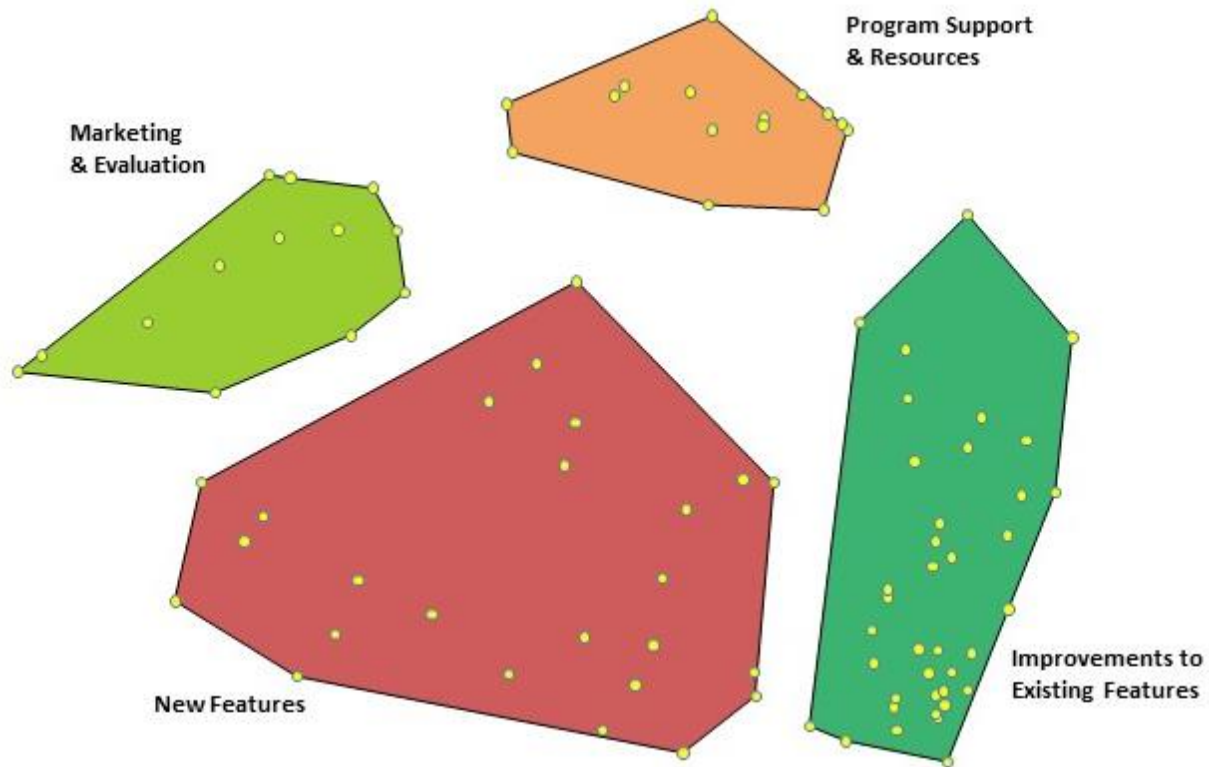 Program Support
& Resources
Marketing
& Evaluation
Improvements to
Existing Features
New Features